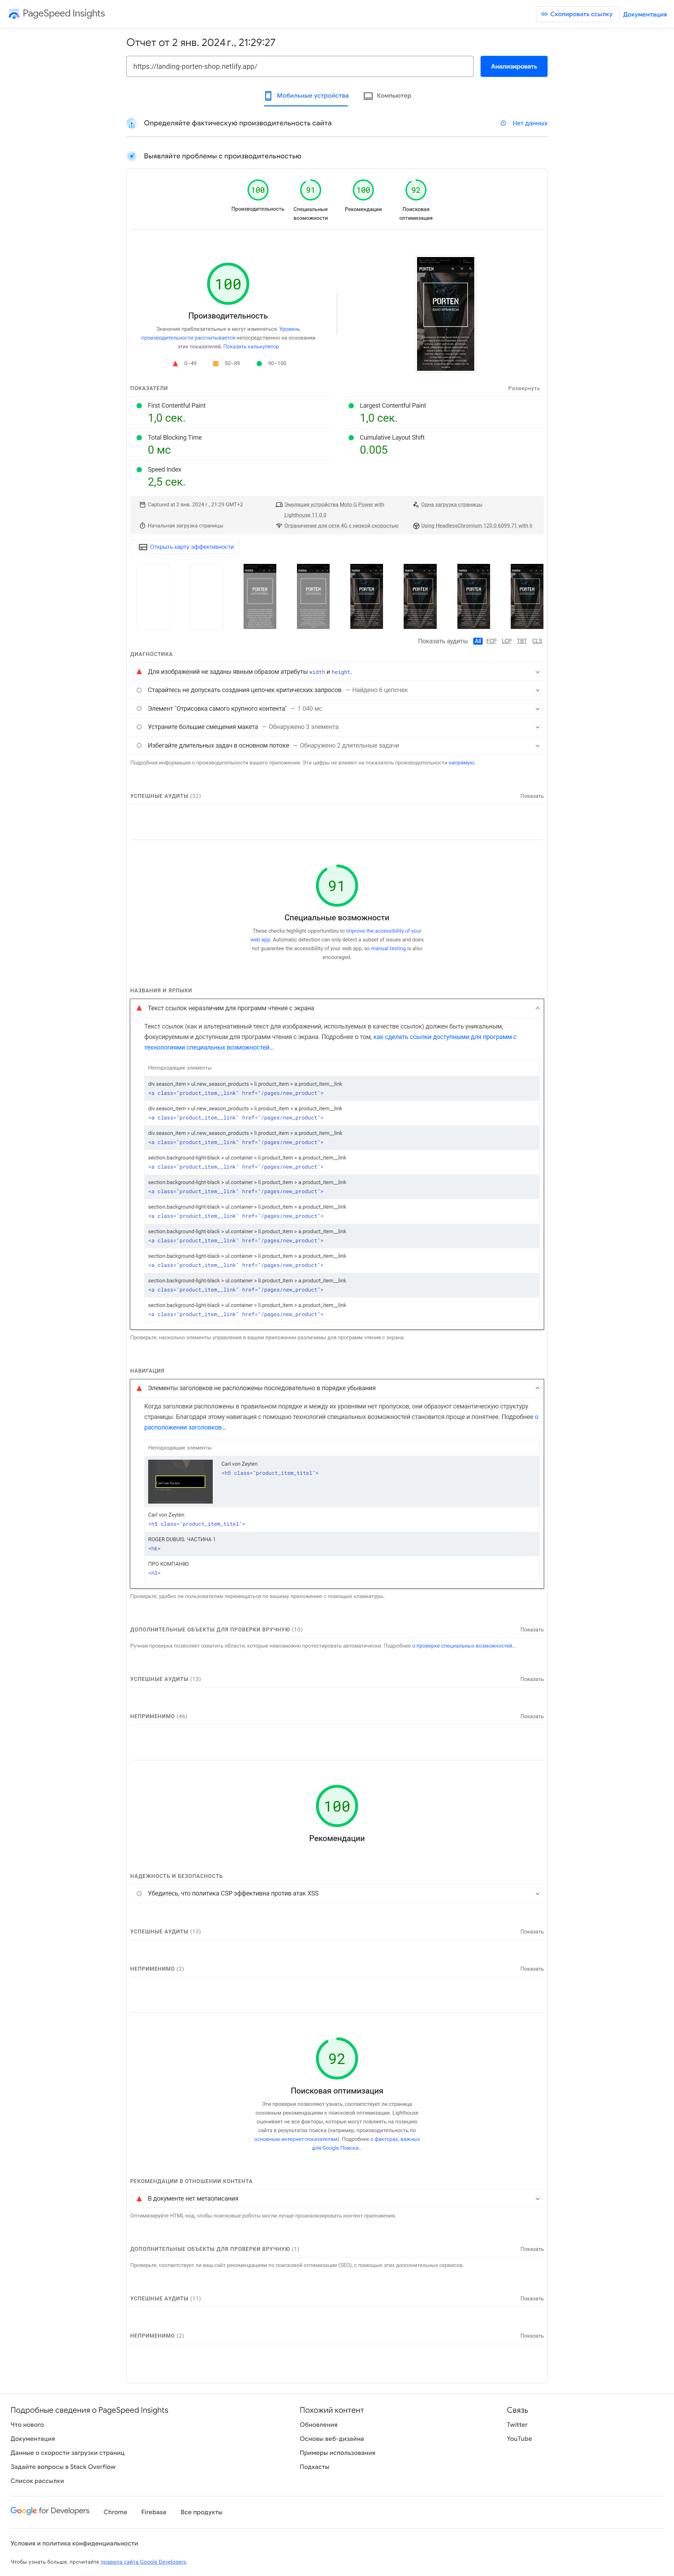 PageSpeed Insights
Скопировать ссылку
Документация
Отчет от 2 янв. 2024 г., 21:29:27
https://landing-porten-shop.netlify.app/
Анализировать
Мобильные устройства
Компьютер
Определяйте фактическую производительность сайта
Нет данных
Выявляйте проблемы с производительностью
100
91
100
92
Производительность
Специальные возможности
Рекомендации
Поисковая оптимизация
100
Производительность
Значения приблизительные и могут изменяться. Уровень
производительности рассчитывается непосредственно на основании
этих показателей. Показать калькулятор
0–49
50–89
90–100
PORTEN
PORTEN
ПОКАЗАТЕЛИ
Развернуть
First Contentful Paint
1,0 сек.
Largest Contentful Paint
1,0 сек.
Total Blocking Time
0 мс
Cumulative Layout Shift
0.005
Speed Index
2,5 сек.
Captured at 2 янв. 2024 г., 21:29 GMT+2
Эмуляция устройства Moto G Power with
Lighthouse 11.0.0
Одна загрузка страницы
Начальная загрузка страницы
Ограничение для сети 4G с низкой скоростью
Using HeadlessChromium 120.0.6099.71 with lr
Открыть карту эффективности
PORTEN
PORTEN
PORTEN
PORTEN
PORTEN
PORTEN
Показать аудиты
All
FCP
LCP
TBT
CLS
ДИАГНОСТИКА
Для изображений не заданы явным образом атрибуты width и height.
Старайтесь не допускать создания цепочек критических запросов — Найдено 6 цепочек
Элемент "Отрисовка самого крупного контента" — 1 040 мс
Устраните большие смещения макета — Обнаружено 3 элемента
Избегайте длительных задач в основном потоке — Обнаружено 2 длительные задачи
Подробная информация о производительности вашего приложения. Эти цифры не влияют на показатель производительности напрямую.
УСПЕШНЫЕ АУДИТЫ (32)
Показать
91
Специальные возможности
These checks highlight opportunities to improve the accessibility of your
web app. Automatic detection can only detect a subset of issues and does
not guarantee the accessibility of your web app, so manual testing is also
encouraged.
НАЗВАНИЯ И ЯРЛЫКИ
Текст ссылок неразличим для программ чтения с экрана
Текст ссылок (как и альтернативный текст для изображений, используемых в качестве ссылок) должен быть уникальным,
фокусируемым и доступным для программ чтения с экрана. Подробнее о том, как сделать ссылки доступными для программ с
технологиями специальных возможностей…
Неподходящие элементы
div.season_item > ul.new_season_products > li.product_item > a.product_item__link
<a class="product_item__link" href="/pages/new_product">
div.season_item > ul.new_season_products > li.product_item > a.product_item__link
<a class="product_item__link" href="/pages/new_product">
div.season_item > ul.new_season_products > li.product_item > a.product_item__link
<a class="product_item__link" href="/pages/new_product">
section.background-light-black > ul.container > li.product_item > a.product_item__link
<a class="product_item__link" href="/pages/new_product">
section.background-light-black > ul.container > li.product_item > a.product_item__link
<a class="product_item__link" href="/pages/new_product">
section.background-light-black > ul.container > li.product_item > a.product_item__link
<a class="product_item__link" href="/pages/new_product">
section.background-light-black > ul.container > li.product_item > a.product_item__link
<a class="product_item__link" href="/pages/new_product">
section.background-light-black > ul.container > li.product_item > a.product_item__link
<a class="product_item__link" href="/pages/new_product">
section.background-light-black > ul.container > li.product_item > a.product_item__link
<a class="product_item__link" href="/pages/new_product">
section.background-light-black > ul.container > li.product_item > a.product_item__link
<a class="product_item__link" href="/pages/new_product">
Проверьте, насколько элементы управления в вашем приложении различимы для программ чтения с экрана.
НАВИГАЦИЯ
Элементы заголовков не расположены последовательно в порядке убывания
Когда заголовки расположены в правильном порядке и между их уровнями нет пропусков, они образуют семантическую структуру
страницы. Благодаря этому навигация с помощью технологий специальных возможностей становится проще и понятнее. Подробнее о
расположении заголовков…
Неподходящие элементы
Carl von Zeyten
<h5 class="product_item_titel">
Carl von Zeyten
<h5 class="product_item_titel">
ROGER DUBUIS. ЧАСТИНА 1
<h6>
ПРО КОМПАНІЮ
<h3>
Проверьте, удобно ли пользователям перемещаться по вашему приложению с помощью клавиатуры.
ДОПОЛНИТЕЛЬНЫЕ ОБЪЕКТЫ ДЛЯ ПРОВЕРКИ ВРУЧНУЮ (10)
Показать
Ручная проверка позволяет охватить области, которые невозможно протестировать автоматически. Подробнее о проверке специальных возможностей…
УСПЕШНЫЕ АУДИТЫ (13)
Показать
НЕПРИМЕНИМО (46)
Показать
100
Рекомендации
НАДЕЖНОСТЬ И БЕЗОПАСНОСТЬ
Убедитесь, что политика CSP эффективна против атак XSS
УСПЕШНЫЕ АУДИТЫ (13)
Показать
НЕПРИМЕНИМО (2)
Показать
92
Поисковая оптимизация
Эти проверки позволяют узнать, соответствует ли страница
основным рекомендациям к поисковой оптимизации. Lighthouse
оценивает не все факторы, которые могут повлиять на позицию
сайта в результатах поиска (например, производительность по
основным интернет-показателям). Подробнее о факторах, важных
для Google Поиска…
РЕКОМЕНДАЦИИ В ОТНОШЕНИИ КОНТЕНТА
В документе нет метаописания
Оптимизируйте HTML-код, чтобы поисковые роботы могли лучше проанализировать контент приложения.
ДОПОЛНИТЕЛЬНЫЕ ОБЪЕКТЫ ДЛЯ ПРОВЕРКИ ВРУЧНУЮ (1)
Показать
Проверьте, соответствует ли ваш сайт рекомендациям по поисковой оптимизации (SEO), с помощью этих дополнительных сервисов.
УСПЕШНЫЕ АУДИТЫ (11)
Показать
НЕПРИМЕНИМО (2)
Показать
Подробные сведения о PageSpeed Insights
Что нового
Документация
Данные о скорости загрузки страниц
Задайте вопросы в Stack Overflow
Список рассылки
Похожий контент
Обновления
Основы веб-дизайна
Примеры использования
Подкасты
Связь
Twitter
YouTube
Google for Developers
Chrome
Firebase
Все продукты
Условия и политика конфиденциальности
Чтобы узнать больше, прочитайте правила сайта Google Developers.